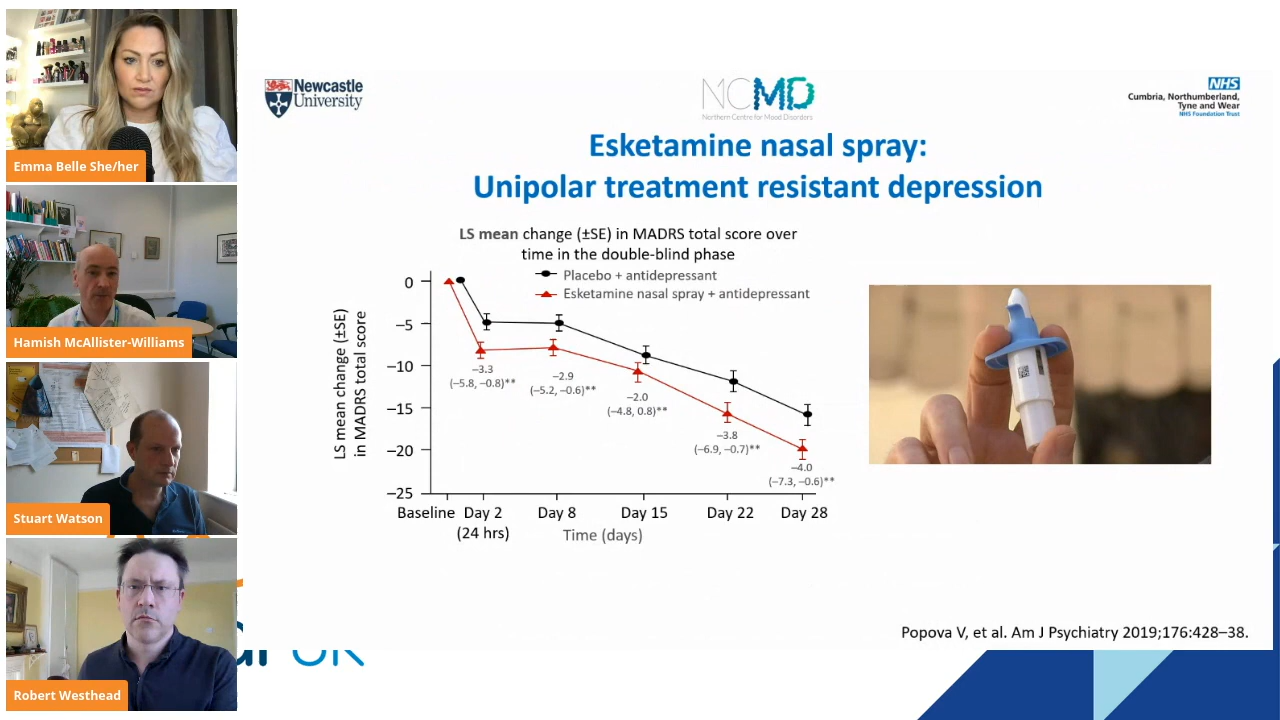 Emma Belle She/her
Hamish McAllister-Williams
Stuart Watson
Robert Westhead
Newcastle
University
NCMD
Northern Centre for Mood Disorders
NHS
Cumbria, Northumberland,
Tyne and Wear
NHS Foundation Trust
Esketamine nasal spray:
Unipolar treatment resistant depression
LS mean change (±SE) in MADRS total score over
time in the double-blind phase
Placebo + antidepressant
Esketamine nasal spray + antidepressant
LS mean change (±SE)
in MADRS total score
0
–5
–10
–15
–20
–25
–3.3
(–5.8, –0.8)**
–2.9
(–5.2, –0.6)**
–2.0
(–4.8, 0.8)**
–3.8
(–6.9, –0.7)**
–4.0
(–7.3, –0.6)**
Baseline Day 2 Day 8 Day 15 Day 22 Day 28
(24 hrs)
Time (days)
Popova V, et al. Am J Psychiatry 2019;176:428–38.
UK